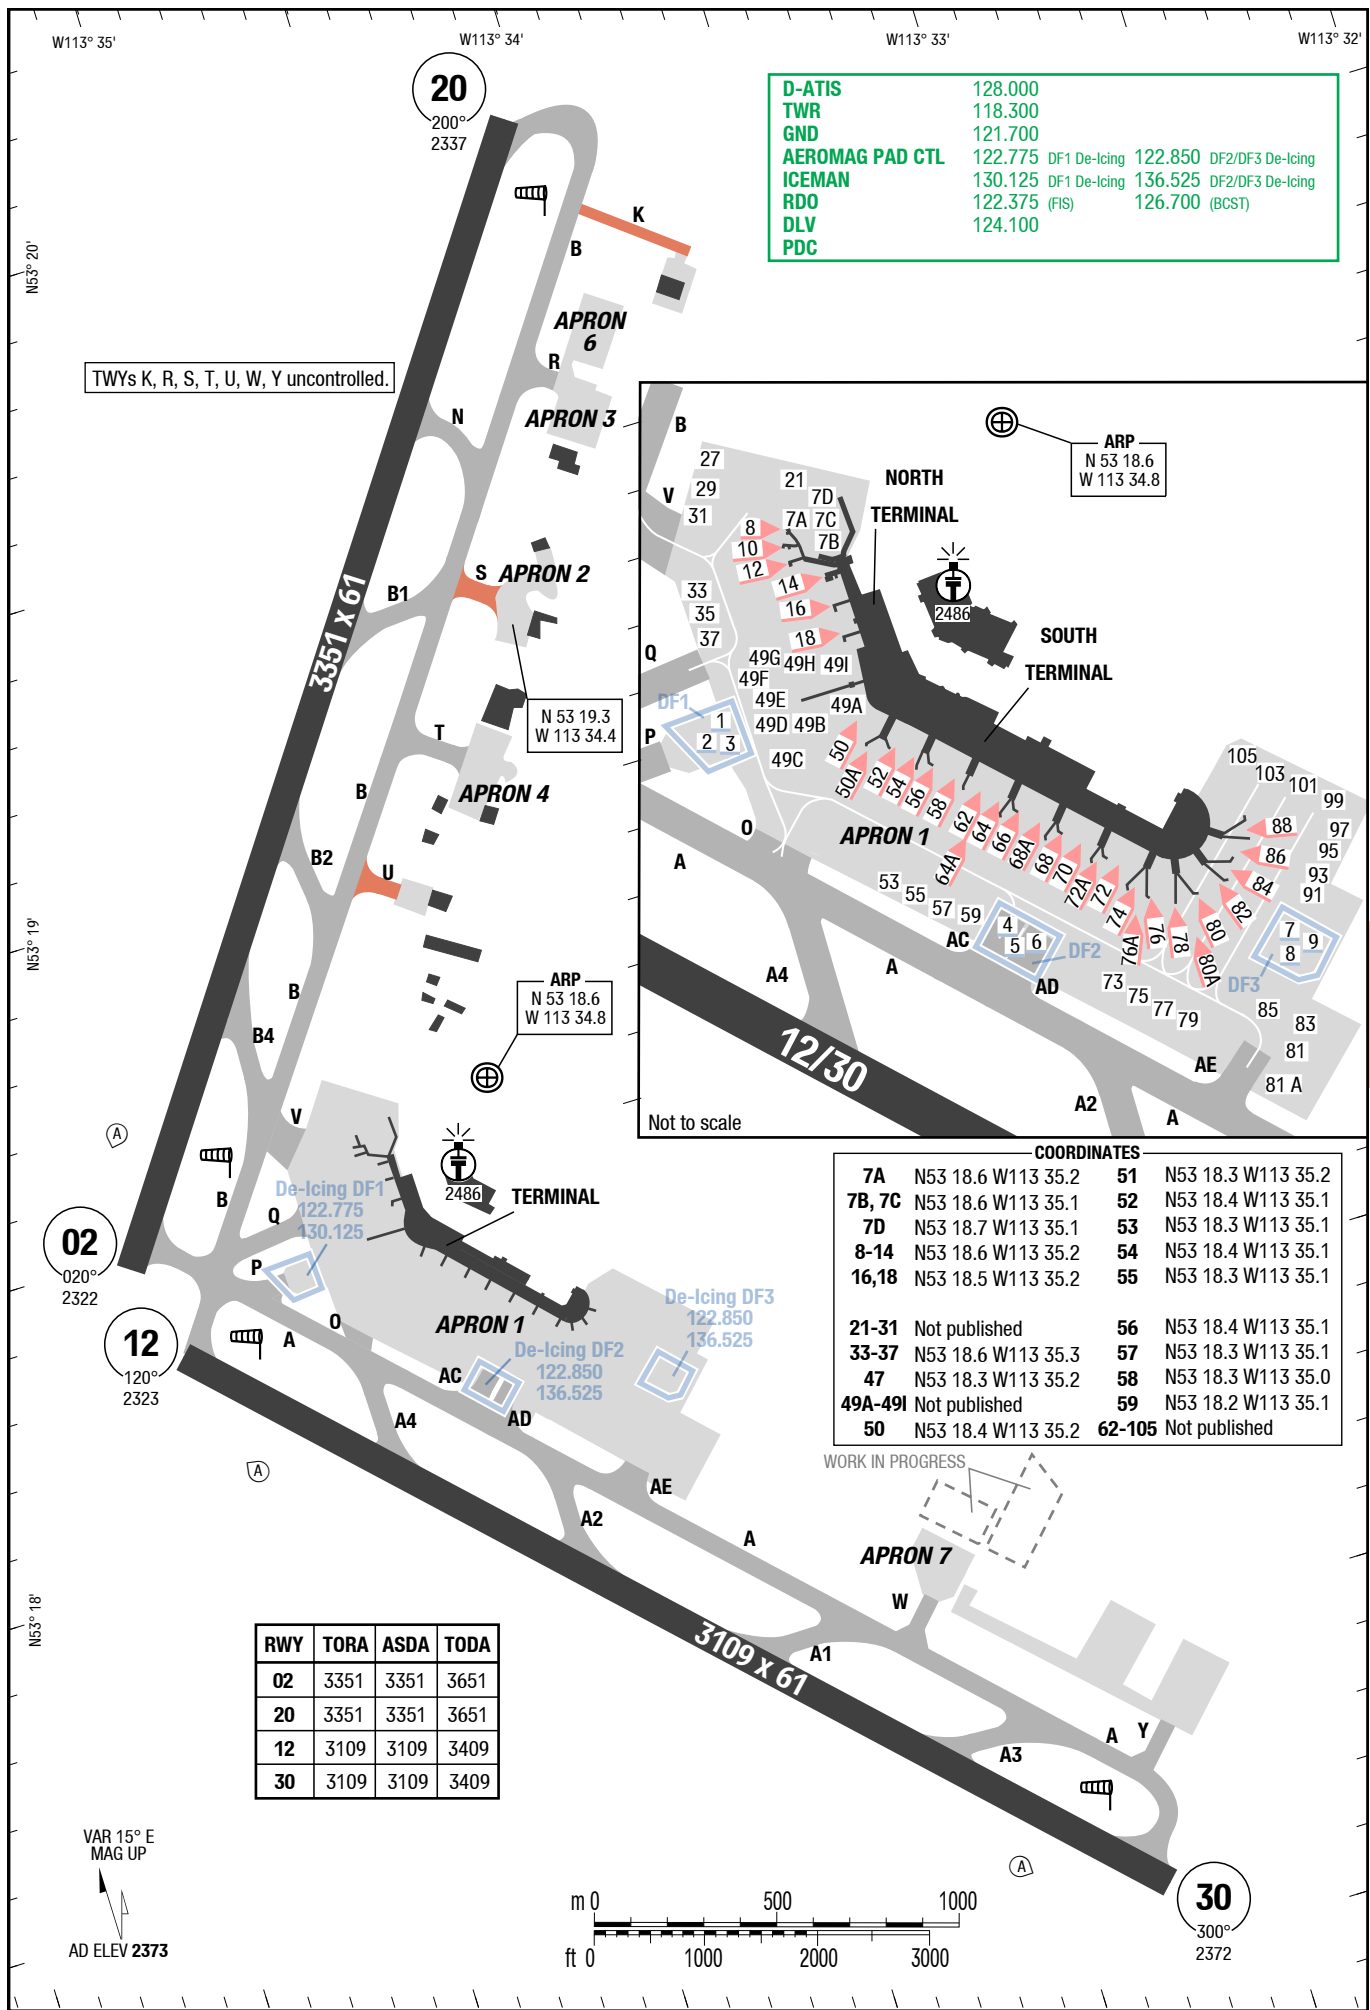 W113° 35'
W113° 34'
W113° 33'
W113° 32'
20
200°
2337
D-ATIS 128.000
TWR 118.300
GND 121.700
AEROMAG PAD CTL 122.775 DF1 De-Icing 122.850 DF2/DF3 De-Icing
ICEMAN 130.125 DF1 De-Icing 136.525 DF2/DF3 De-Icing
RDO 122.375 (FIS) 126.700 (BCST)
DLV 124.100
PDC
K
B
N53° 20'
APRON
6
R
TWYs K, R, S, T, U, W, Y uncontrolled.
N
APRON 3
S
APRON 2
B1
3351 x 61
N 53 19.3
W 113 34.4
T
B
APRON 4
B2
U
N53° 19'
B
B4
ARP
N 53 18.6
W 113 34.8
V
B
Q
De-Icing DF1
122.775
130.125
2486
TERMINAL
02
020°
2322
P
O
A
12
120°
2323
APRON 1
De-Icing DF3
122.850
136.525
De-Icing DF2
122.850
136.525
AC
AD
A4
AE
A2
A
A
A
A
APRON 7
WORK IN PROGRESS
W
A1
3109 x 61
A
Y
A3
N53° 18'
30
300°
2372
B
V
27
29
31
21
7D
7A
7C
7B
NORTH
TERMINAL
ARP
N 53 18.6
W 113 34.8
8
10
12
14
16
18
33
35
37
2486
SOUTH
TERMINAL
Q
49G
49H
49I
49F
49E
49A
49D
49B
49C
DF1
1
2
3
P
O
A
50
50A
52
54
56
58
62
64
64A
66
68A
68
70
72A
72
74
76A
76
78
80
80A
82
84
86
88
105
103
101
99
97
95
93
91
APRON 1
53
55
57
59
AC
4
5
6
DF2
AD
7
8
9
DF3
73
75
77
79
85
83
81
81 A
AE
A4
A
A2
A
12/30
Not to scale
COORDINATES
7A N53 18.6 W113 35.2 51 N53 18.3 W113 35.2
7B, 7C N53 18.6 W113 35.1 52 N53 18.4 W113 35.1
7D N53 18.7 W113 35.1 53 N53 18.3 W113 35.1
8-14 N53 18.6 W113 35.2 54 N53 18.4 W113 35.1
16,18 N53 18.5 W113 35.2 55 N53 18.3 W113 35.1
21-31 Not published 56 N53 18.4 W113 35.1
33-37 N53 18.6 W113 35.3 57 N53 18.3 W113 35.1
47 N53 18.3 W113 35.2 58 N53 18.3 W113 35.0
49A-49I Not published 59 N53 18.2 W113 35.1
50 N53 18.4 W113 35.2 62-105 Not published
RWY TORA ASDA TODA
02 3351 3351 3651
20 3351 3351 3651
12 3109 3109 3409
30 3109 3109 3409
VAR 15° E
MAG UP
AD ELEV 2373
m 0 500 1000
ft 0 1000 2000 3000